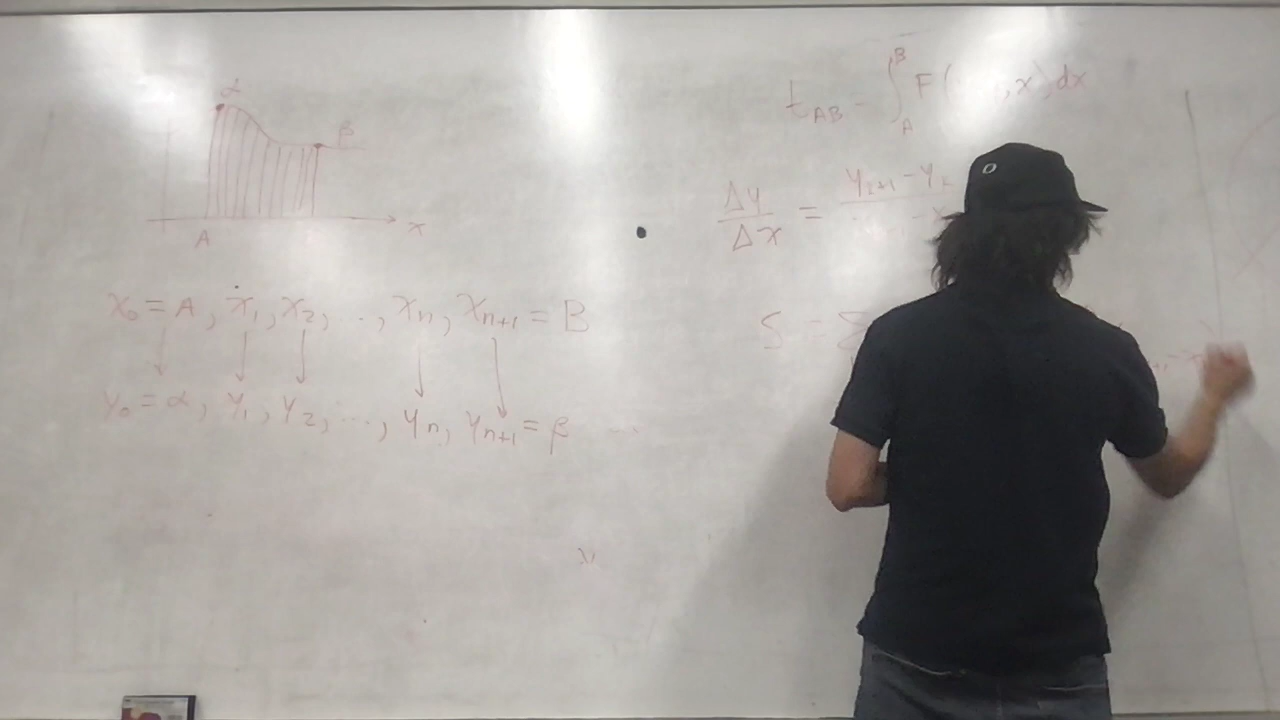 α
β
A
x
x₀ = A, x₁, x₂, ..., xₙ, xₙ₊₁ = B
y₀ = α, y₁, y₂, ..., yₙ, yₙ₊₁ = β
t_AB = ∫_A^B F( , x) dx
Δy/Δx = y_{k+1} - y_k
S = Σ